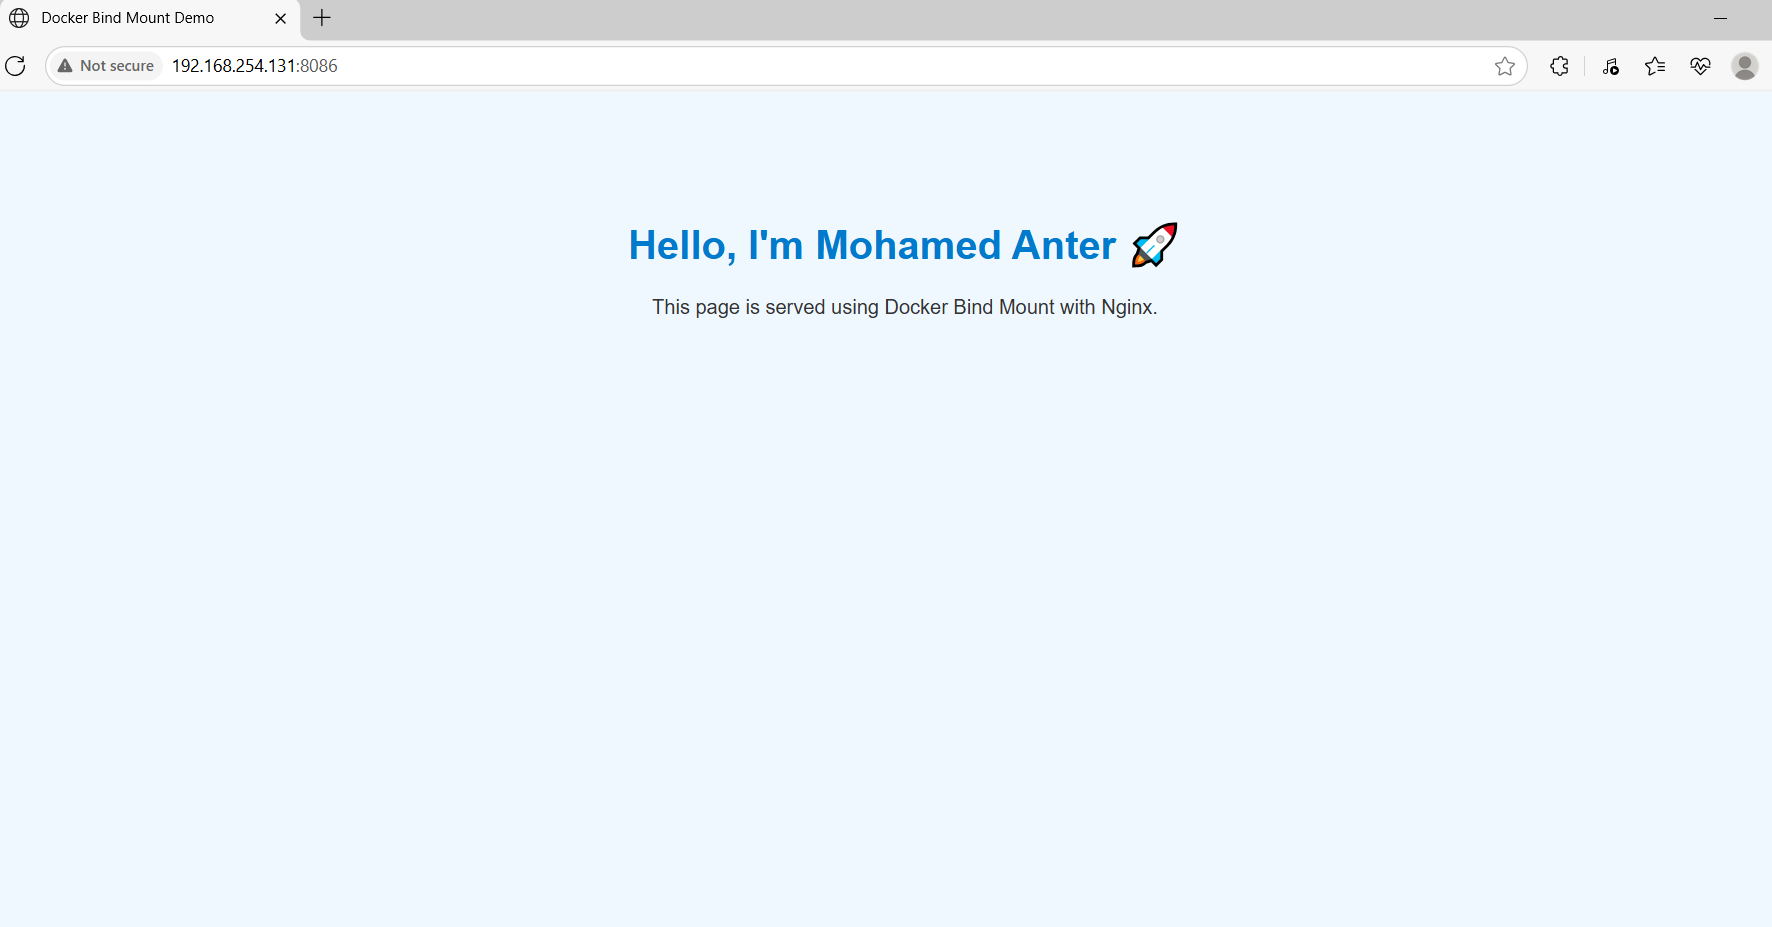 Docker Bind Mount Demo
Not secure 192.168.254.131:8086
Hello, I'm Mohamed Anter 🚀
This page is served using Docker Bind Mount with Nginx.